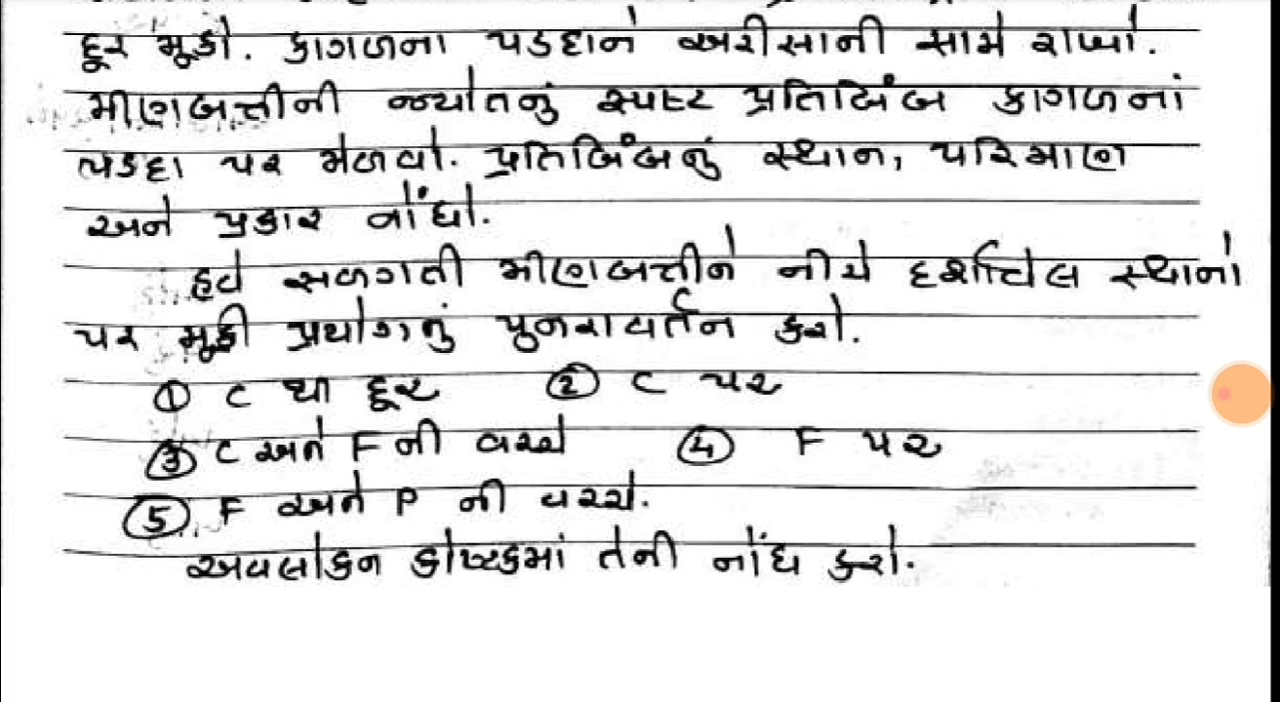 દૂર મૂકો. કાગળના પડદાને અરીસાની સામે રાખો.
મીણબત્તીની જ્યોતનું સ્પષ્ટ પ્રતિબિંબ કાગળનાં
પડદા પર મેળવો. પ્રતિબિંબનું સ્થાન, પરિમાણ
અને પ્રકાર નોંધો.
હવે સળગતી મીણબત્તીને નીચે દર્શાવેલ સ્થાનો
પર મૂકી પ્રયોગનું પુનરાવર્તન કરો.
① C થી દૂર ② C પર
③ C અને F ની વચ્ચે ④ F પર
⑤ F અને P ની વચ્ચે.
અવલોકન કોષ્ટકમાં તેની નોંધ કરો.